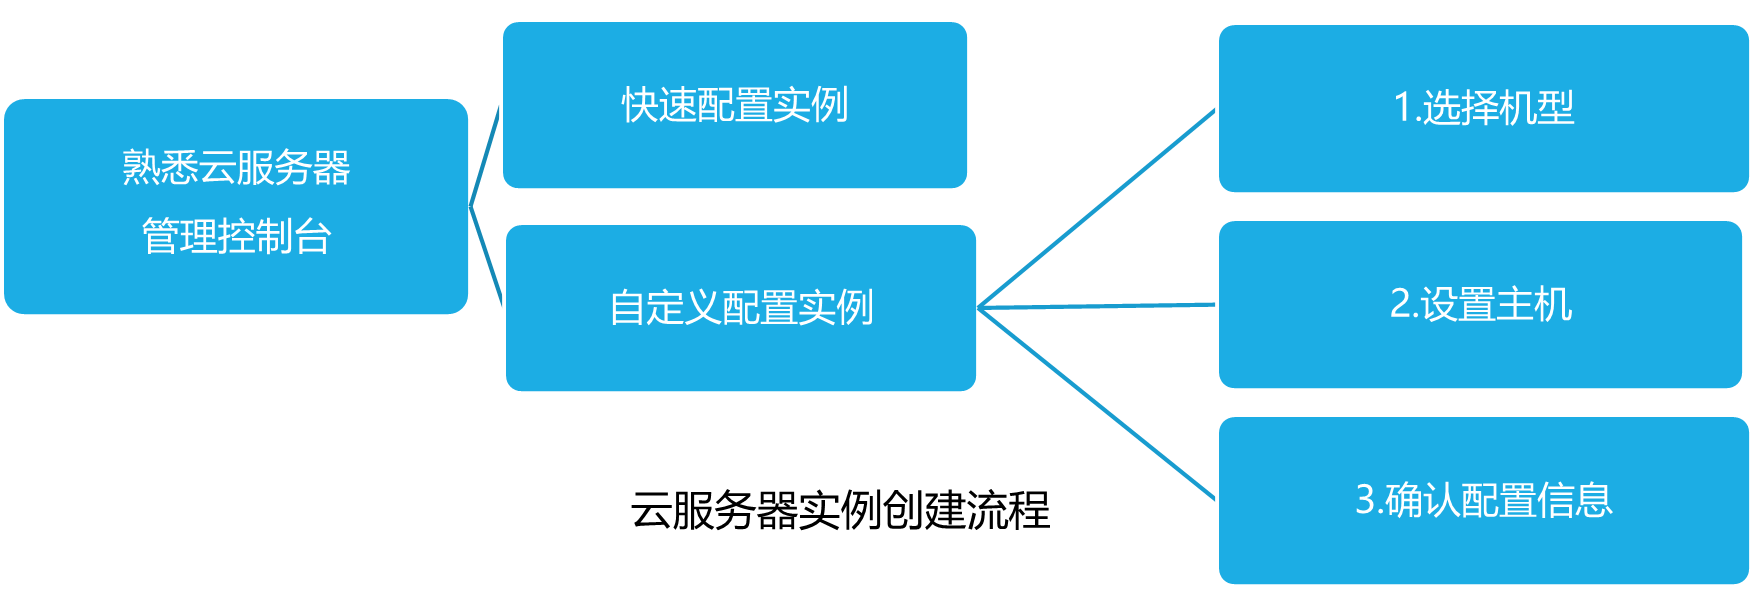 熟悉云服务器
管理控制台
快速配置实例
自定义配置实例
1.选择机型
2.设置主机
3.确认配置信息
云服务器实例创建流程